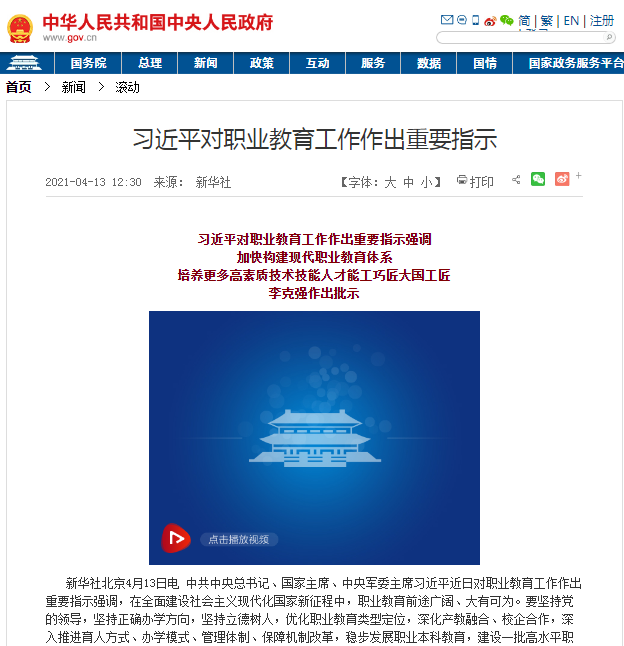 中华人民共和国中央人民政府
www.gov.cn
简 | 繁 | EN | 注册
国务院 总理 新闻 政策 互动 服务 数据 国情 国家政务服务平台
首页 > 新闻 > 滚动
习近平对职业教育工作作出重要指示
2021-04-13 12:30 来源： 新华社 【字体：大 中 小】 打印 +
习近平对职业教育工作作出重要指示强调
加快构建现代职业教育体系
培养更多高素质技术技能人才能工巧匠大国工匠
李克强作出批示
点击播放视频
新华社北京4月13日电 中共中央总书记、国家主席、中央军委主席习近平近日对职业教育工作作出
重要指示强调，在全面建设社会主义现代化国家新征程中，职业教育前途广阔、大有可为。要坚持党
的领导，坚持正确办学方向，坚持立德树人，优化职业教育类型定位，深化产教融合、校企合作，深
入推进育人方式、办学模式、管理体制、保障机制改革，稳步发展职业本科教育，建设一批高水平职